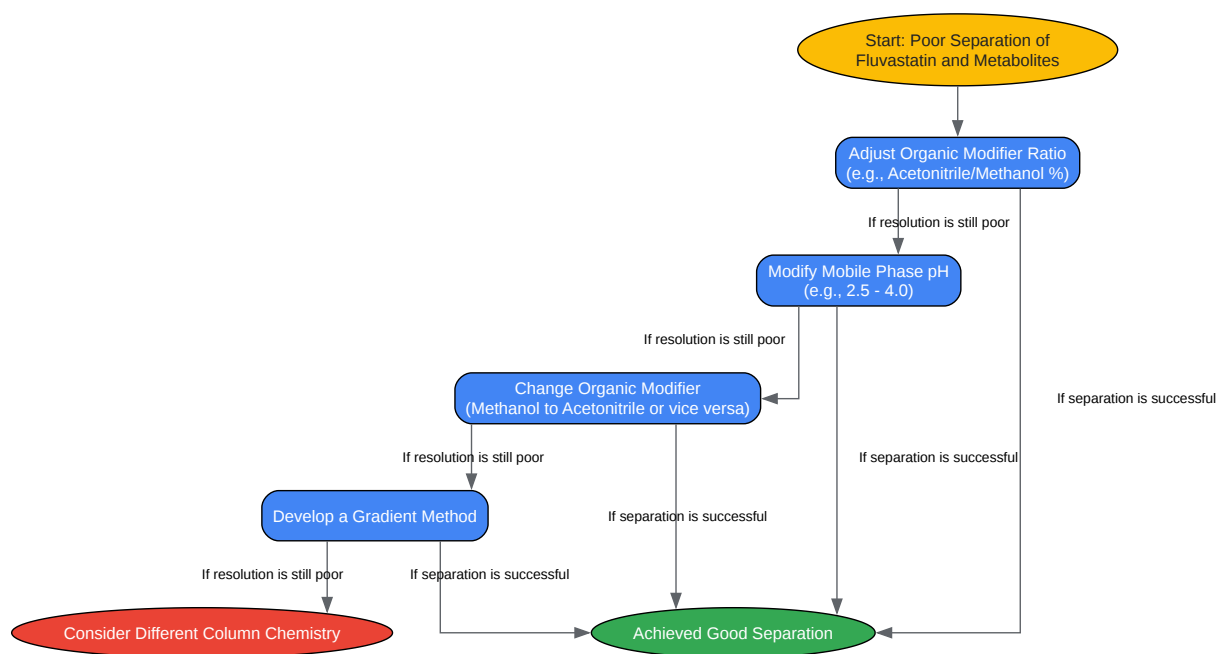 Start: Poor Separation of
Fluvastatin and Metabolites
Adjust Organic Modifier Ratio
(e.g., Acetonitrile/Methanol %)
If resolution is still poor
Modify Mobile Phase pH
(e.g., 2.5 - 4.0)
If resolution is still poor
Change Organic Modifier
(Methanol to Acetonitrile or vice versa)
If separation is successful
If resolution is still poor
If separation is successful
Develop a Gradient Method
If separation is successful
If resolution is still poor
If separation is successful
Consider Different Column Chemistry
Achieved Good Separation